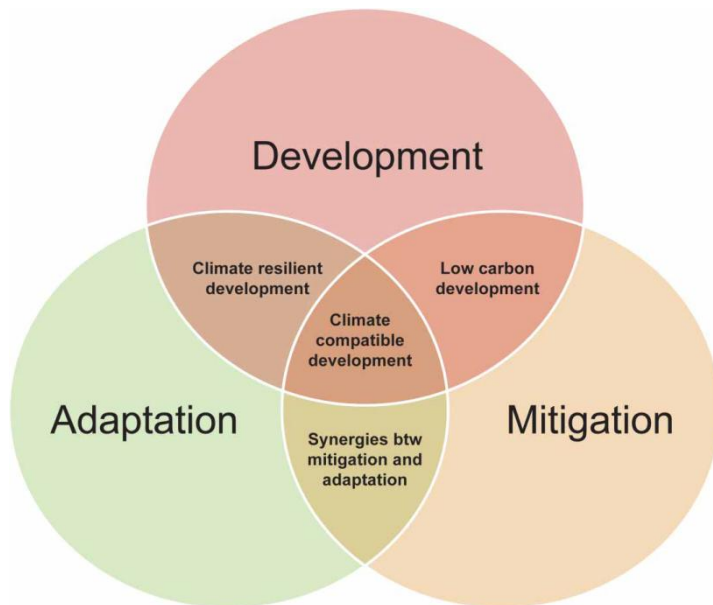 Development
Climate resilient
development
Low carbon
development
Climate
compatible
development
Adaptation
Mitigation
Synergies btw
mitigation and
adaptation